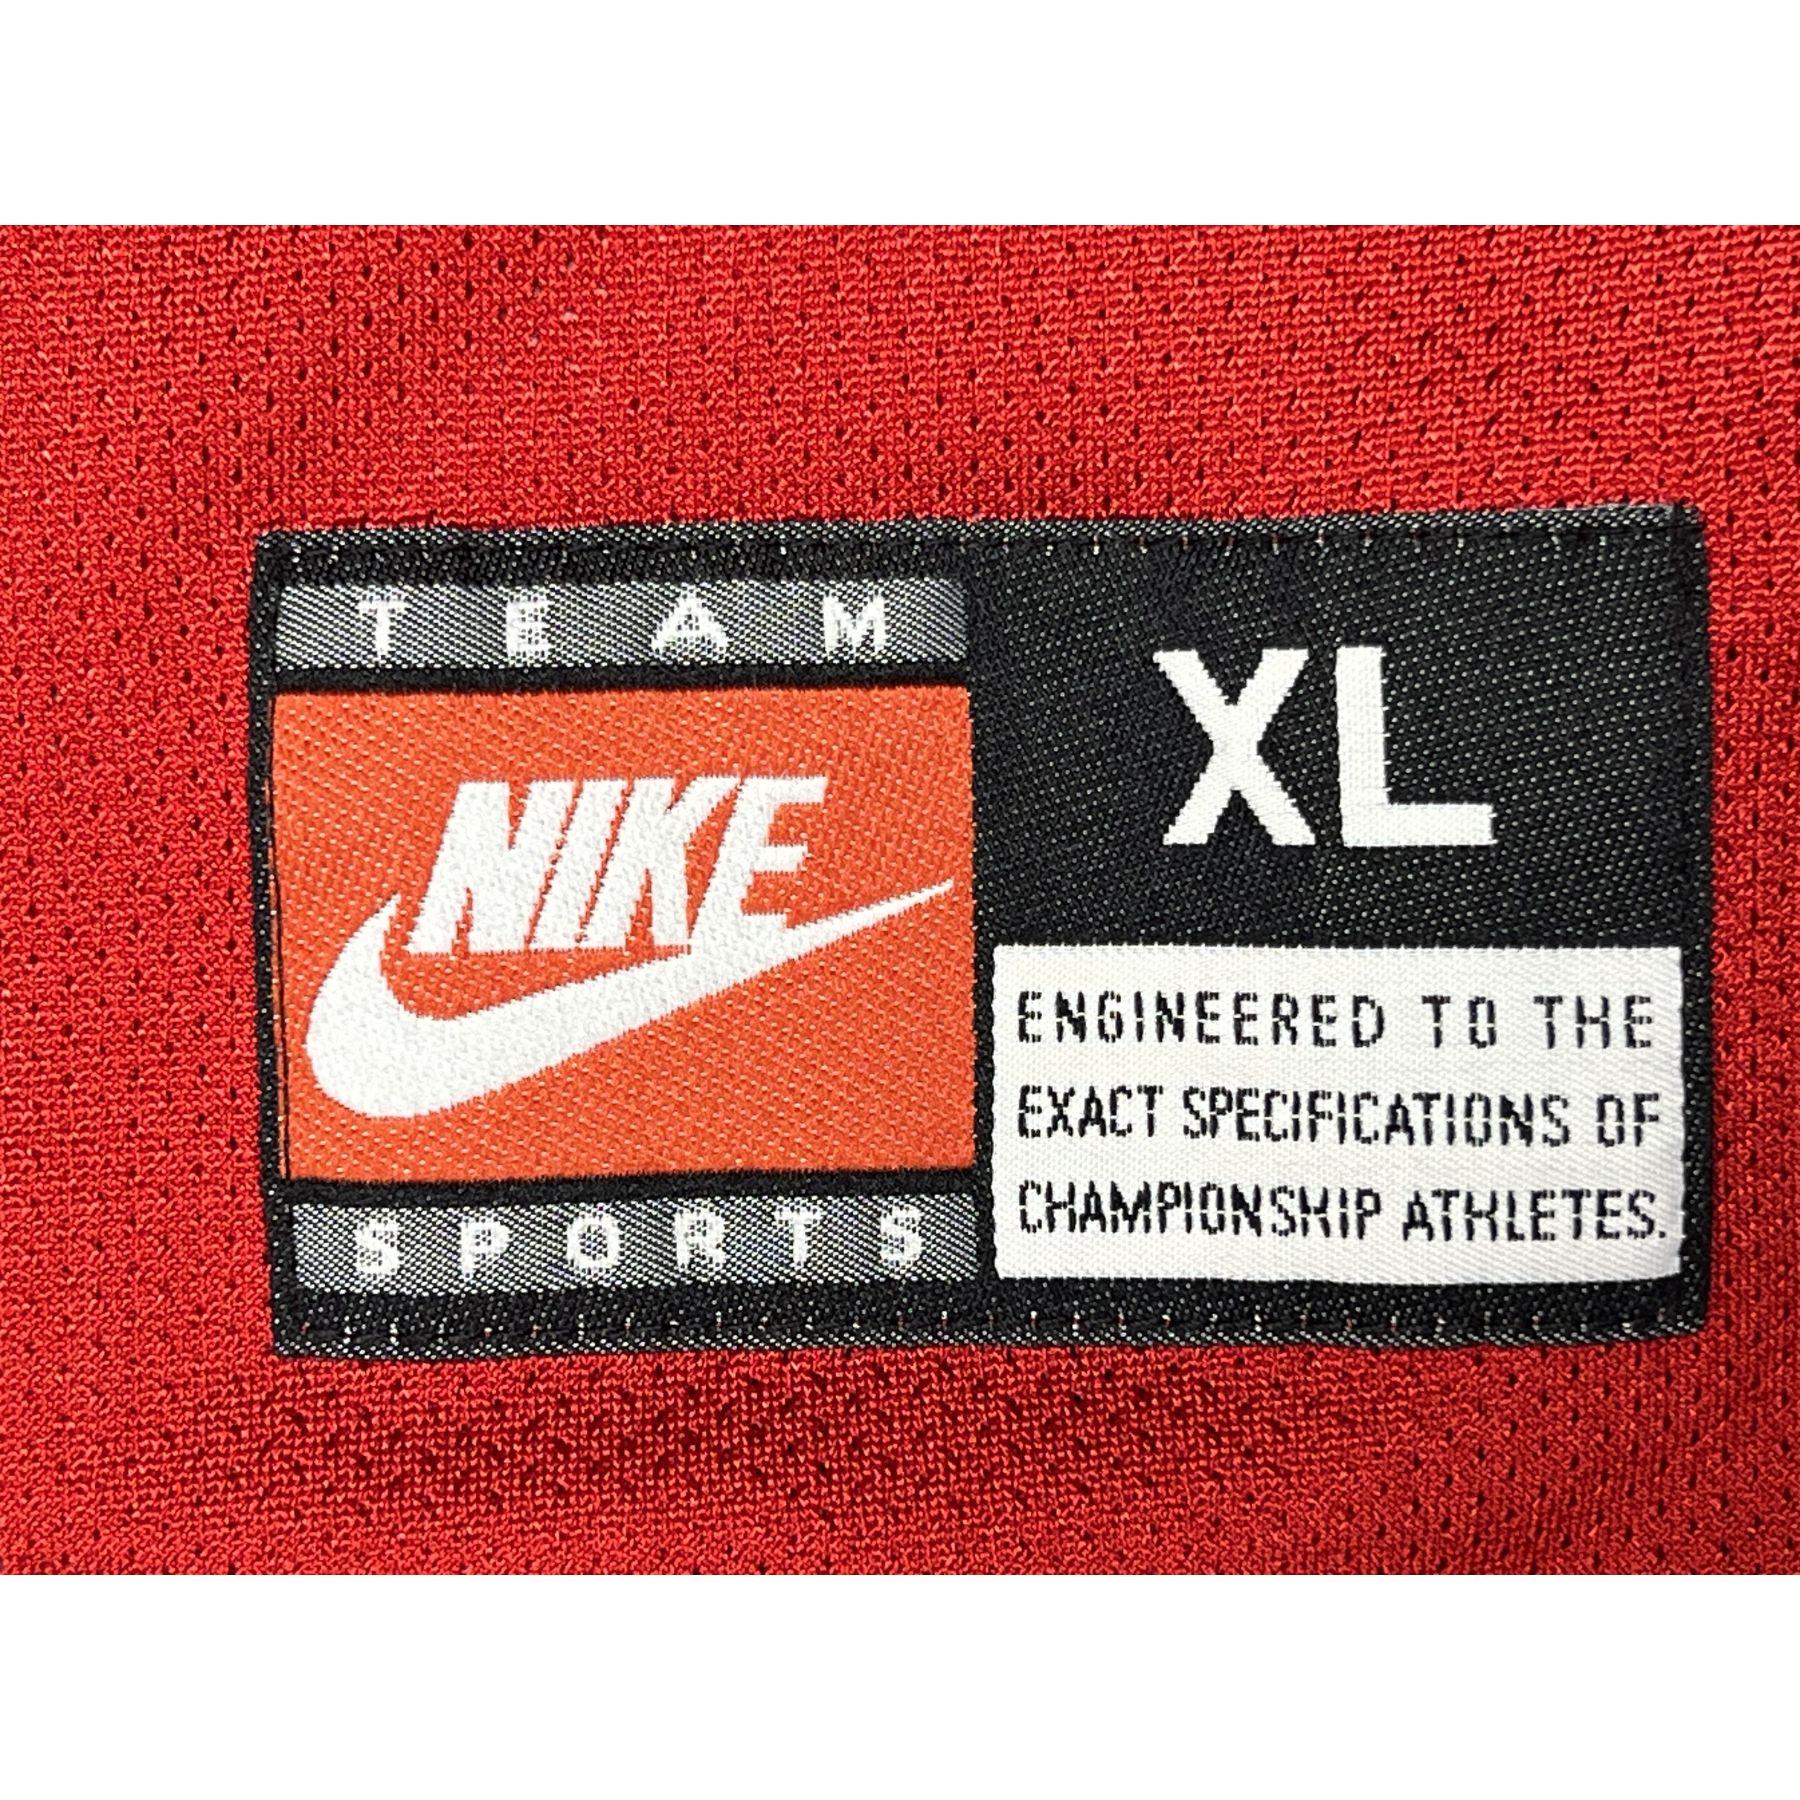 TEAM
NIKE
SPORTS
XL
ENGINEERED TO THE
EXACT SPECIFICATIONS OF
CHAMPIONSHIP ATHLETES.